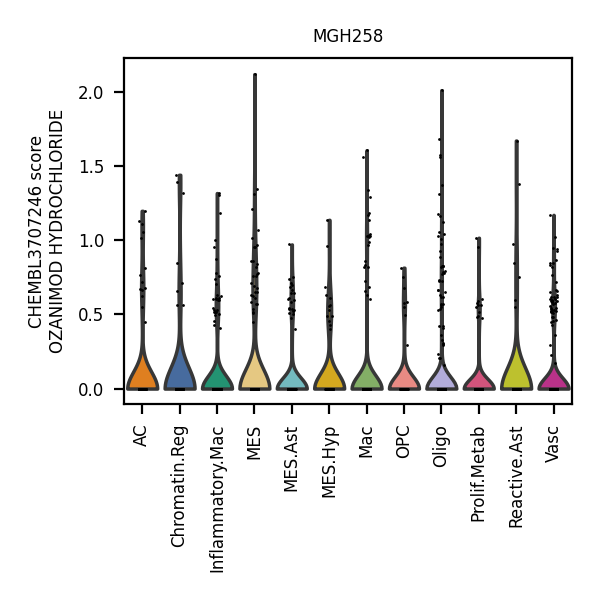 MGH258
CHEMBL3707246 score
OZANIMOD HYDROCHLORIDE
2.0
1.5
1.0
0.5
0.0
AC
Chromatin.Reg
Inflammatory.Mac
MES
MES.Ast
MES.Hyp
Mac
OPC
Oligo
Prolif.Metab
Reactive.Ast
Vasc